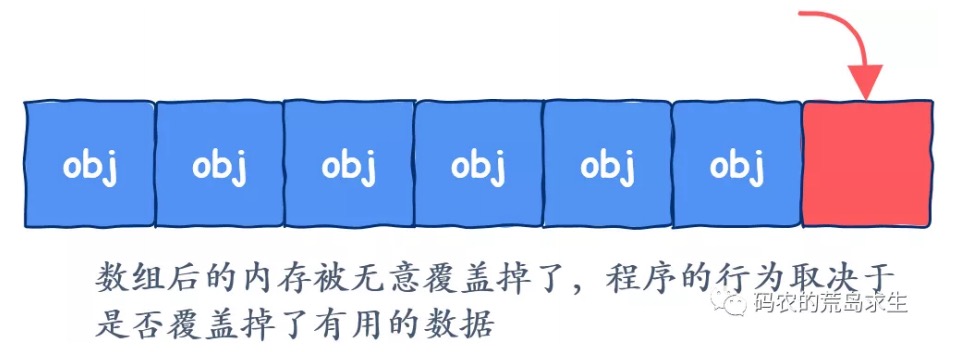 obj obj obj obj obj obj
数组后的内存被无意覆盖掉了，程序的行为取决于
码农的荒岛求生
是否覆盖掉了有用的数据